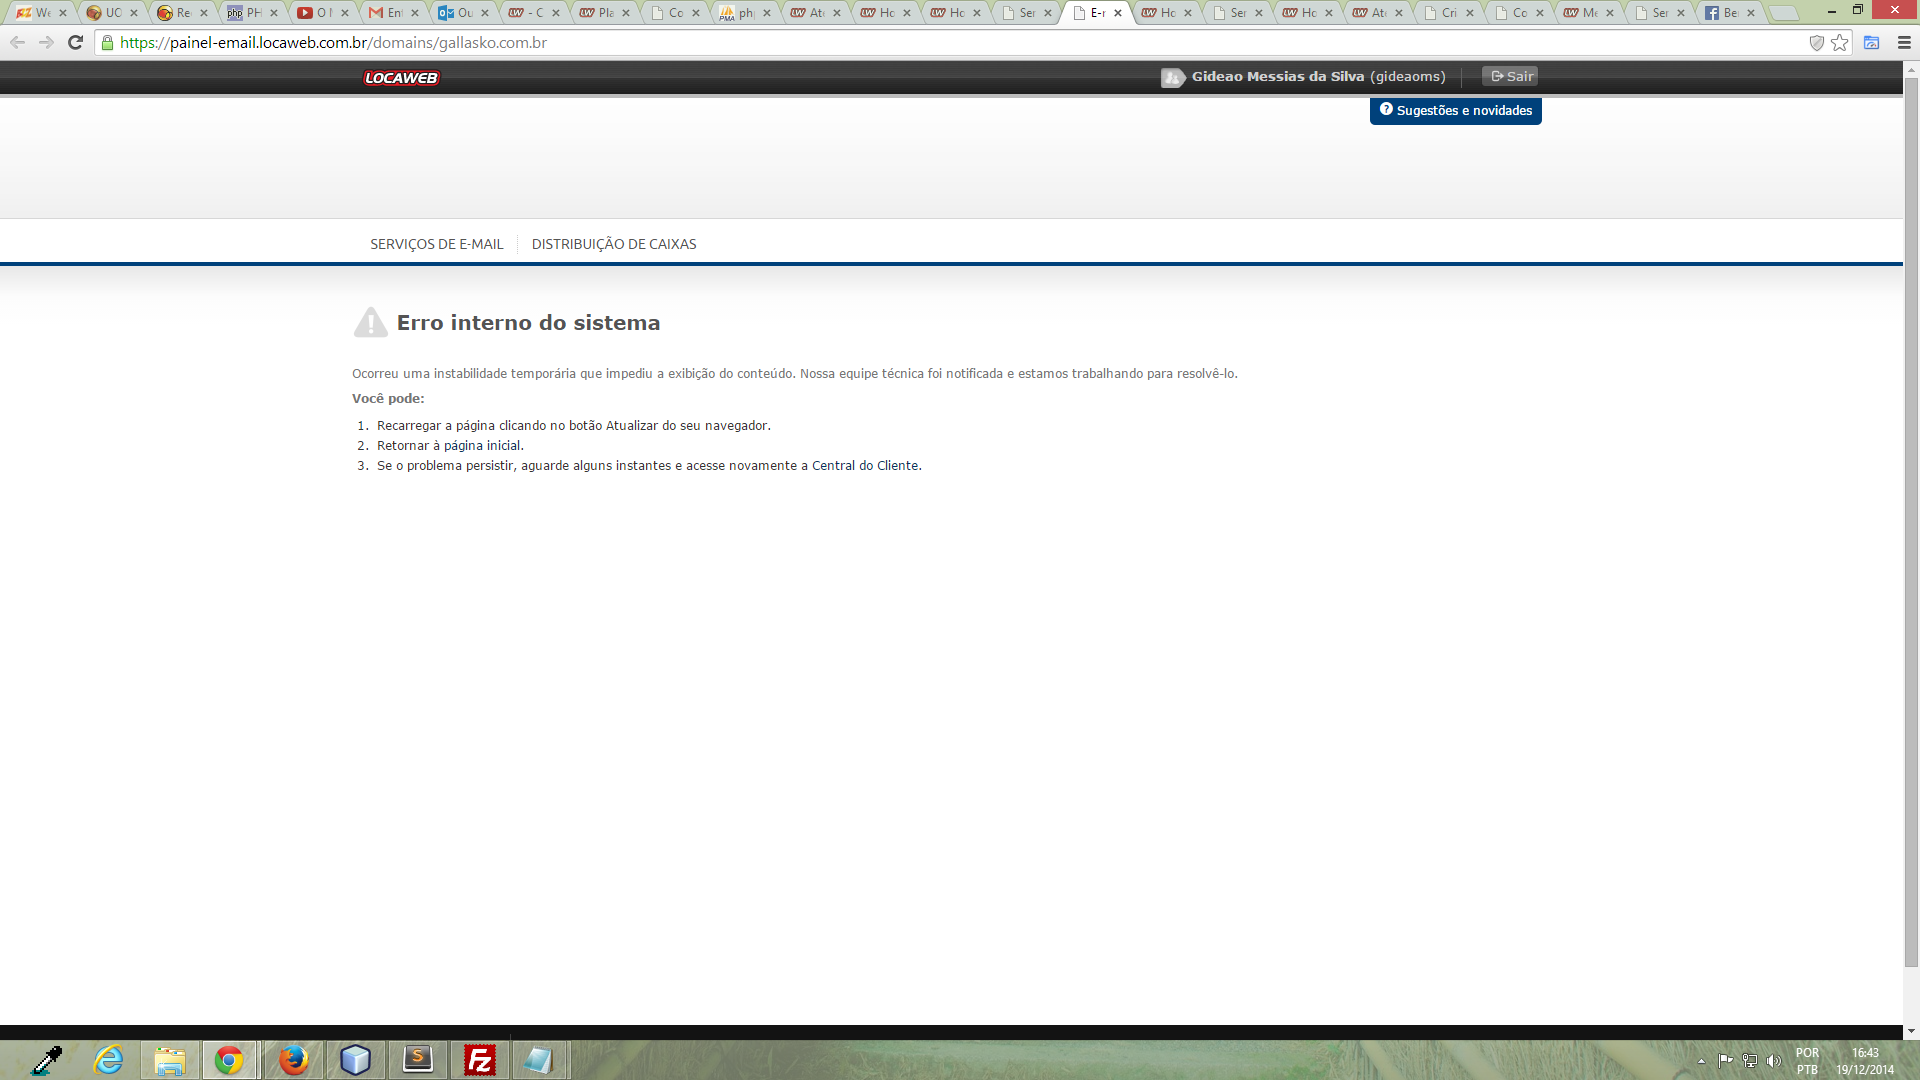 We UO Re PH O N Ent Ou - C Pla Co ph Ate Ho Ho Ser E-r Ho Ser Ho Ate Cri Co Me Ser Be
https://painel-email.locaweb.com.br/domains/gallasko.com.br
LOCAWEB Gideao Messias da Silva (gideaoms) Sair
Sugestões e novidades
SERVIÇOS DE E-MAIL DISTRIBUIÇÃO DE CAIXAS
Erro interno do sistema
Ocorreu uma instabilidade temporária que impediu a exibição do conteúdo. Nossa equipe técnica foi notificada e estamos trabalhando para resolvê-lo.
Você pode:
1. Recarregar a página clicando no botão Atualizar do seu navegador.
2. Retornar à página inicial.
3. Se o problema persistir, aguarde alguns instantes e acesse novamente a Central do Cliente.
POR 16:43
PTB 19/12/2014